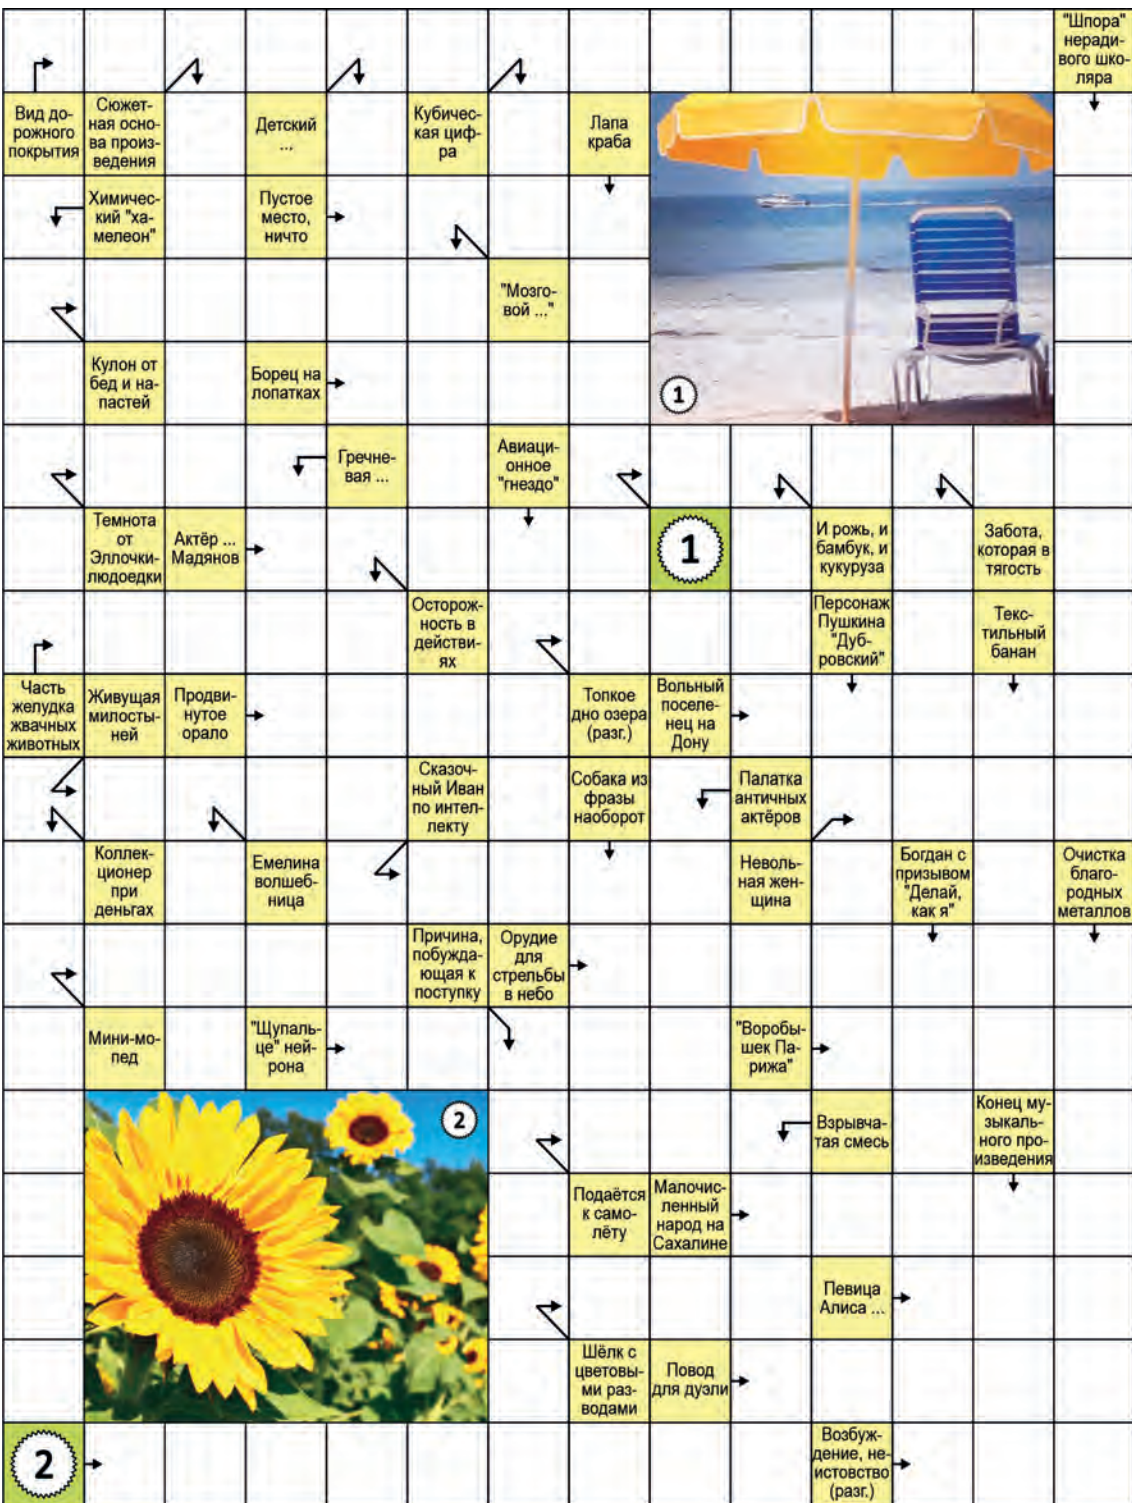 "Шпора"
неради-
вого шко-
ляра
Вид до-
рожного
покрытия
Сюжет-
ная осно-
ва произ-
ведения
Детский
...
Кубичес-
кая циф-
ра
Лапа
краба
Химичес-
кий "ха-
мелеон"
Пустое
место,
ничто
"Мозго-
вой ..."
Кулон от
бед и на-
пастей
Борец на
лопатках
1
Гречне-
вая ...
Авиаци-
онное
"гнездо"
Темнота
от
Эллочки-
людоедки
Актёр ...
Мадянов
1
И рожь, и
бамбук, и
кукуруза
Забота,
которая в
тягость
Осторож-
ность в
действи-
ях
Персонаж
Пушкина
"Дуб-
ровский"
Текс-
тильный
банан
Часть
желудка
жвачных
животных
Живущая
милосты-
ней
Продви-
нутое
орало
Топкое
дно озера
(разг.)
Вольный
поселе-
нец на
Дону
Сказоч-
ный Иван
по интел-
лекту
Собака из
фразы
наоборот
Палатка
античных
актёров
Коллек-
ционер
при
деньгах
Емелина
волшеб-
ница
Неволь-
ная жен-
щина
Богдан с
призывом
"Делай,
как я"
Очистка
благо-
родных
металлов
Причина,
побужда-
ющая к
поступку
Орудие
для
стрельбы
в небо
Мини-мо-
пед
"Щупаль-
це" ней-
рона
"Воробы-
шек Па-
рижа"
2
Взрывча-
тая смесь
Конец му-
зыкаль-
ного про-
изведения
Подаётся
к само-
лёту
Малочис-
ленный
народ на
Сахалине
Певица
Алиса ...
Шёлк с
цветовы-
ми раз-
водами
Повод
для дуэли
2
Возбуж-
дение, не-
истовство
(разг.)